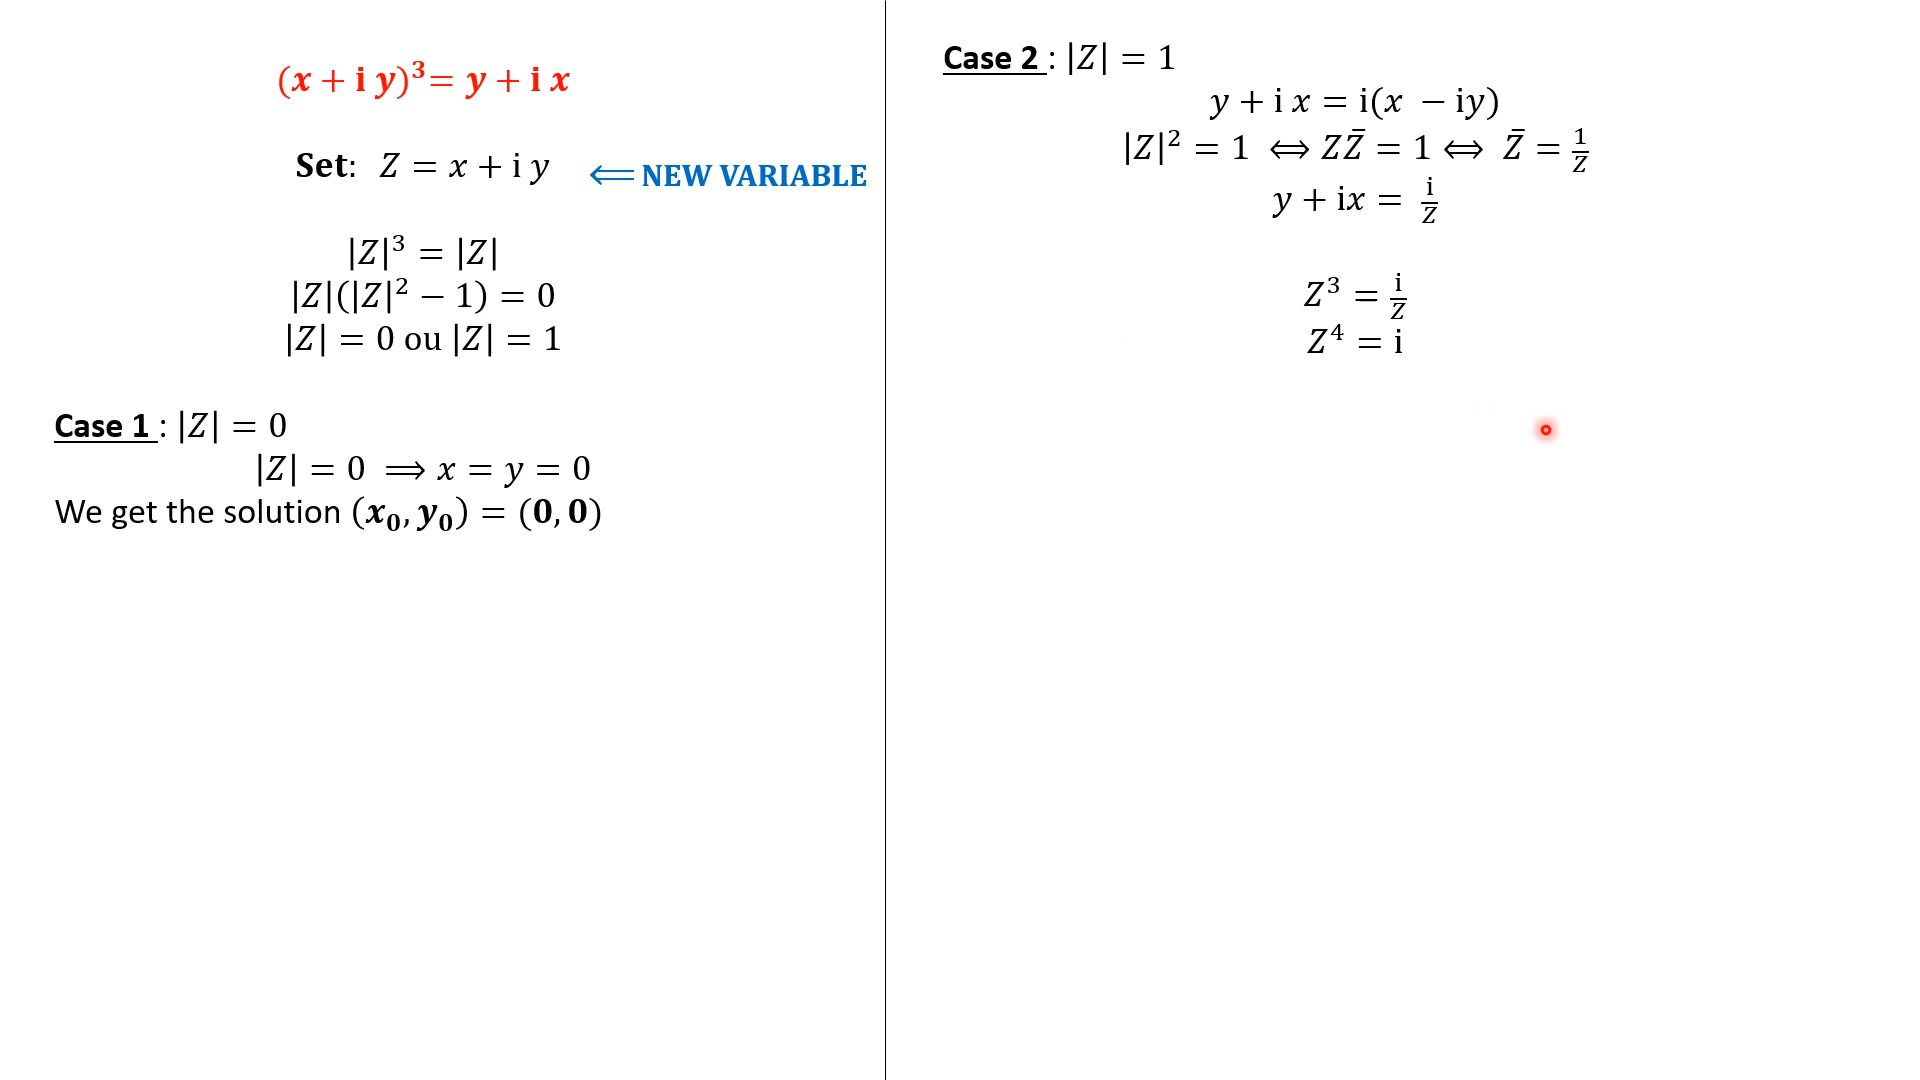 (x + i y)³= y + i x
Set: Z = x + i y ⟸ NEW VARIABLE
|Z|³ = |Z|
|Z|(|Z|² − 1) = 0
|Z| = 0 ou |Z| = 1
Case 1 : |Z| = 0
|Z| = 0 ⟹ x = y = 0
We get the solution (x₀, y₀) = (0, 0)
Case 2 : |Z| = 1
y + i x = i(x − iy)
|Z|² = 1 ⟺ ZZ̄ = 1 ⟺ Z̄ = 1/Z
y + ix = i/Z
Z³ = i/Z
Z⁴ = i